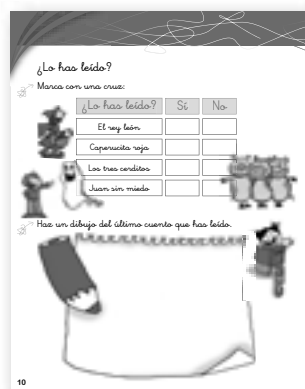 ¿Lo has leído?
Marca con una cruz:
¿Lo has leído? Sí No
El rey león
Caperucita roja
Los tres cerditos
Juan sin miedo
Haz un dibujo del último cuento que has leído.
10